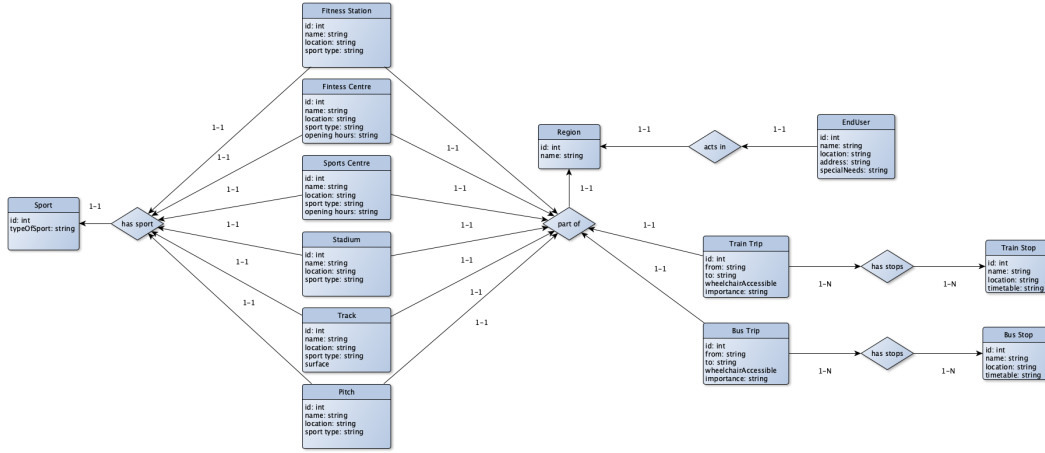 Fitness Station
id: int
name: string
location: string
sport type: string
Fintess Centre
id: int
name: string
location: string
sport type: string
opening hours: string
Sports Centre
id: int
name: string
location: string
sport type: string
opening hours: string
Stadium
id: int
name: string
location: string
sport type: string
Track
id: int
name: string
location: string
sport type: string
surface
Pitch
id: int
name: string
location: string
sport type: string
Sport
id: int
typeOfSport: string
1-1
has sport
1-1
1-1
1-1
1-1
1-1
1-1
1-1
1-1
1-1
1-1
1-1
1-1
part of
1-1
Region
id: int
name: string
1-1
acts in
1-1
EndUser
id: int
name: string
location: string
address: string
specialNeeds: string
1-1
1-1
Train Trip
id: int
from: string
to: string
wheelchairAccessible
importance: string
has stops
1-N
1-N
Train Stop
id: int
name: string
location: string
timetable: string
Bus Trip
id: int
from: string
to: string
wheelchairAccessible
importance: string
has stops
1-N
1-N
Bus Stop
id: int
name: string
location: string
timetable: string